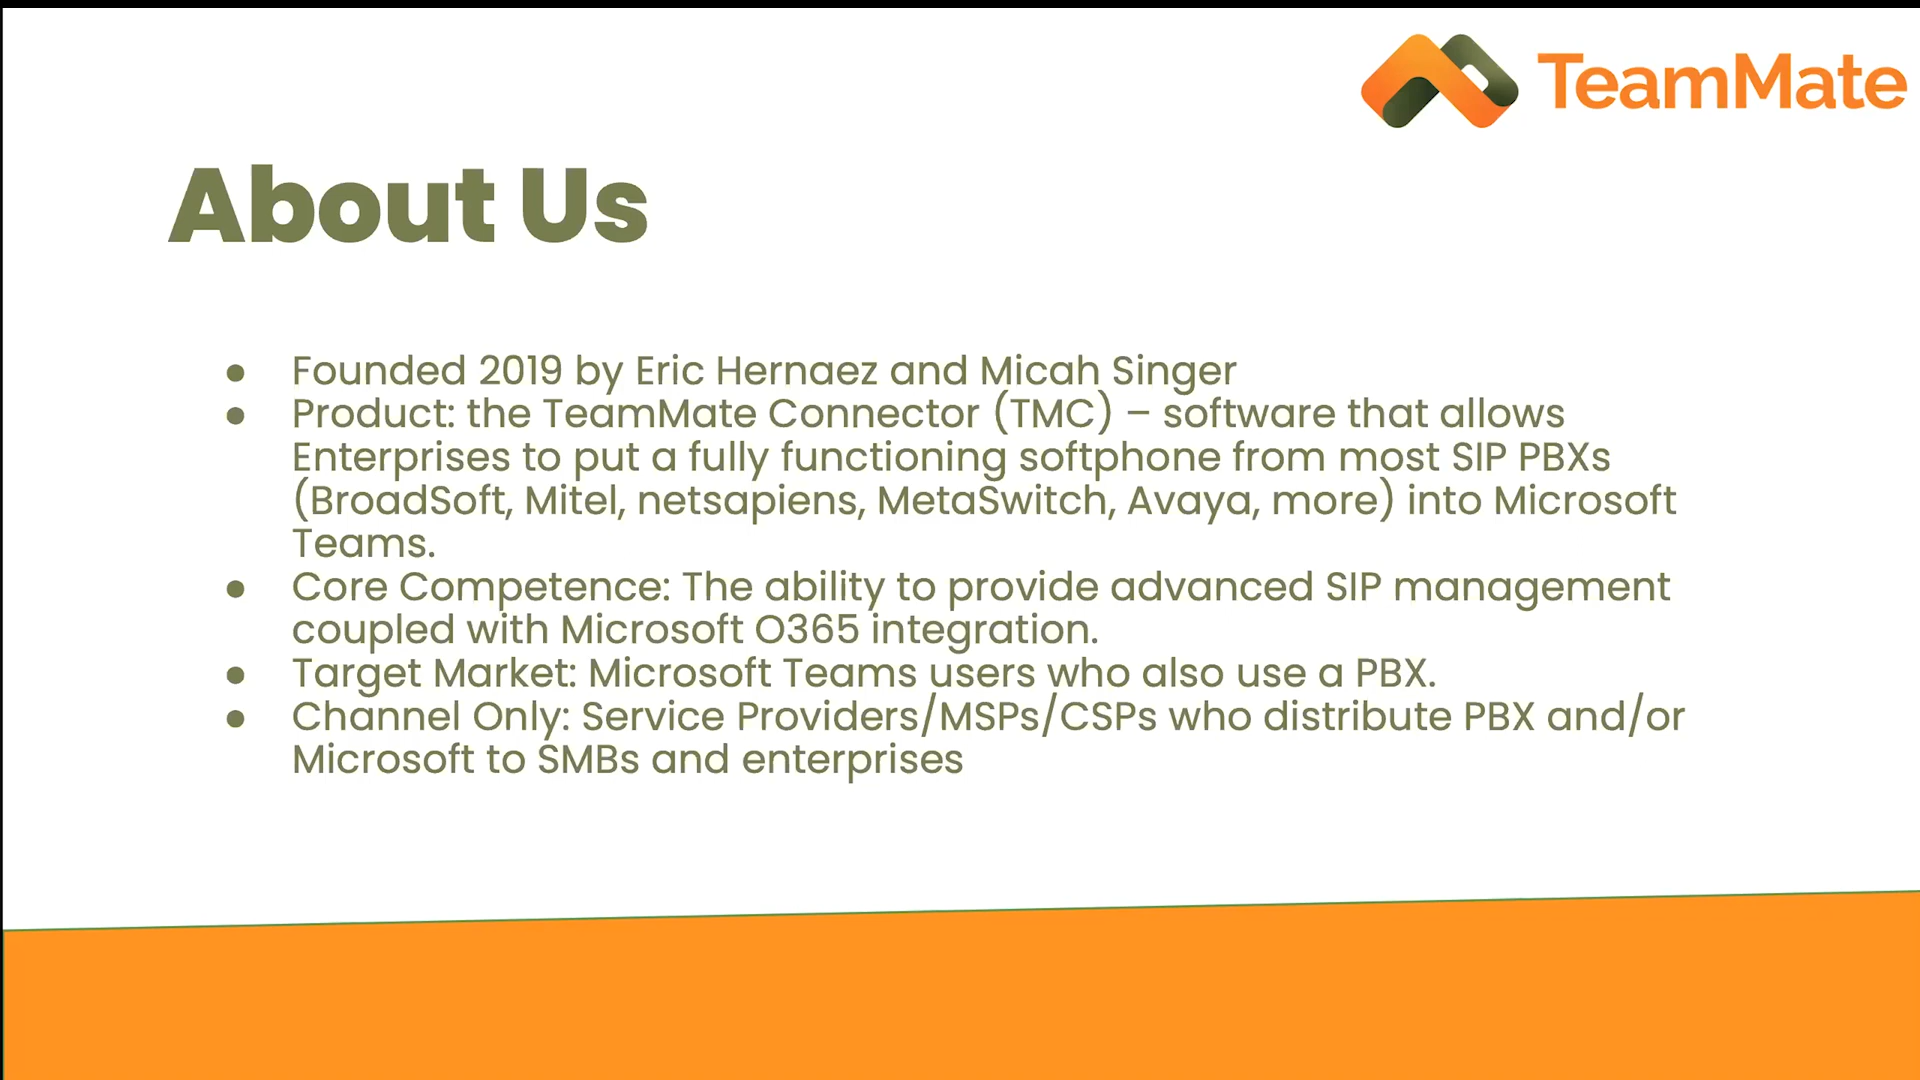 TeamMate
About Us
● Founded 2019 by Eric Hernaez and Micah Singer
● Product: the TeamMate Connector (TMC) – software that allows
Enterprises to put a fully functioning softphone from most SIP PBXs
(BroadSoft, Mitel, netsapiens, MetaSwitch, Avaya, more) into Microsoft
Teams.
● Core Competence: The ability to provide advanced SIP management
coupled with Microsoft O365 integration.
● Target Market: Microsoft Teams users who also use a PBX.
● Channel Only: Service Providers/MSPs/CSPs who distribute PBX and/or
Microsoft to SMBs and enterprises